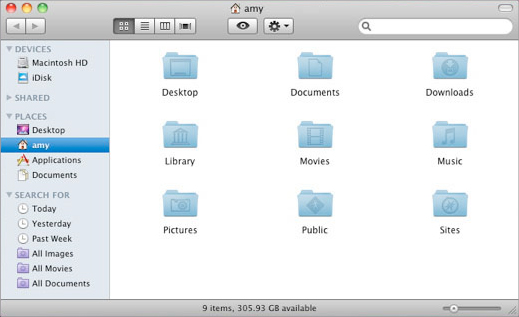 amy
DEVICES
Macintosh HD
iDisk
SHARED
PLACES
Desktop
amy
Applications
Documents
SEARCH FOR
Today
Yesterday
Past Week
All Images
All Movies
All Documents
Desktop Documents Downloads
Library Movies Music
Pictures Public Sites
9 items, 305.93 GB available